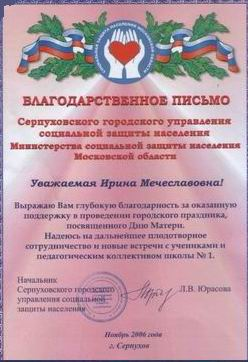 БЛАГОДАРСТВЕННОЕ ПИСЬМО
Серпуховского городского управления
социальной защиты населения
Министерства социальной защиты населения
Московской области
Уважаемая Ирина Мечеславовна!
Выражаю Вам глубокую благодарность за оказанную
поддержку в проведении городского праздника,
посвященного Дню Матери.
Надеюсь на дальнейшее плодотворное
сотрудничество и новые встречи с учениками и
педагогическим коллективом школы № 1.
Начальник
Серпуховского городского
управления социальной
защиты населения
Л.В. Юрасова
Ноябрь 2006 года
г. Серпухов